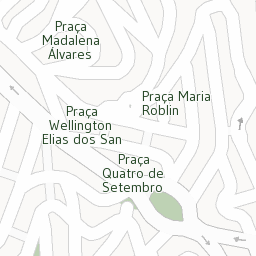 Praça
Madalena
Álvares
Praça Maria
Roblin
Praça
Wellington
Elias dos San
Praça
Quatro de
Setembro